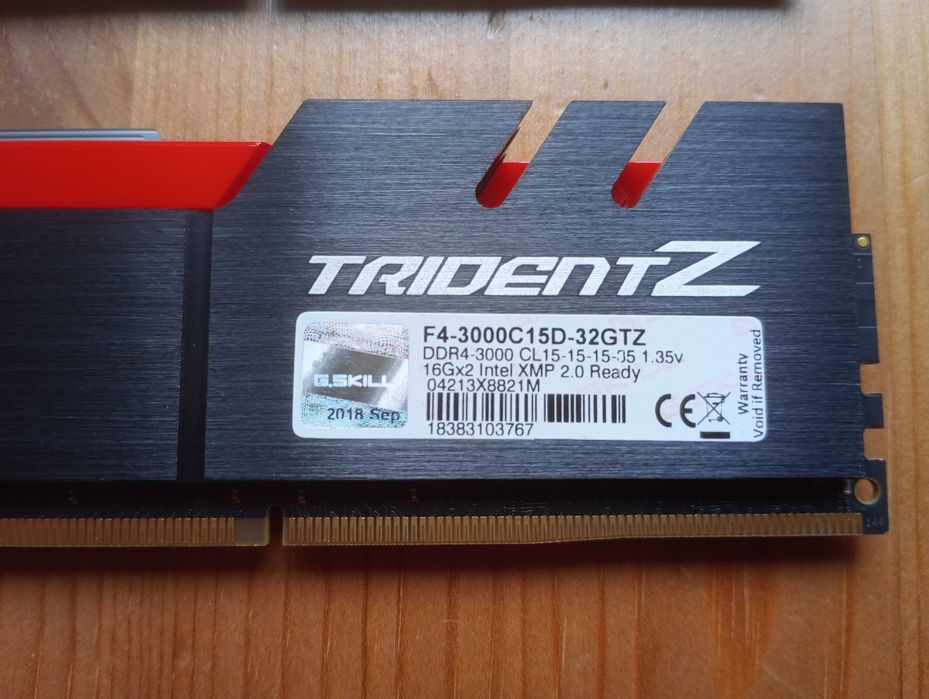 TRIDENTZ
F4-3000C15D-32GTZ
DDR4-3000 CL15-15-15-35 1.35v
16Gx2 Intel XMP 2.0 Ready
04213X8821M
18383103767
G.SKILL
2018 Sep
CE
Warranty
Void if Removed
144